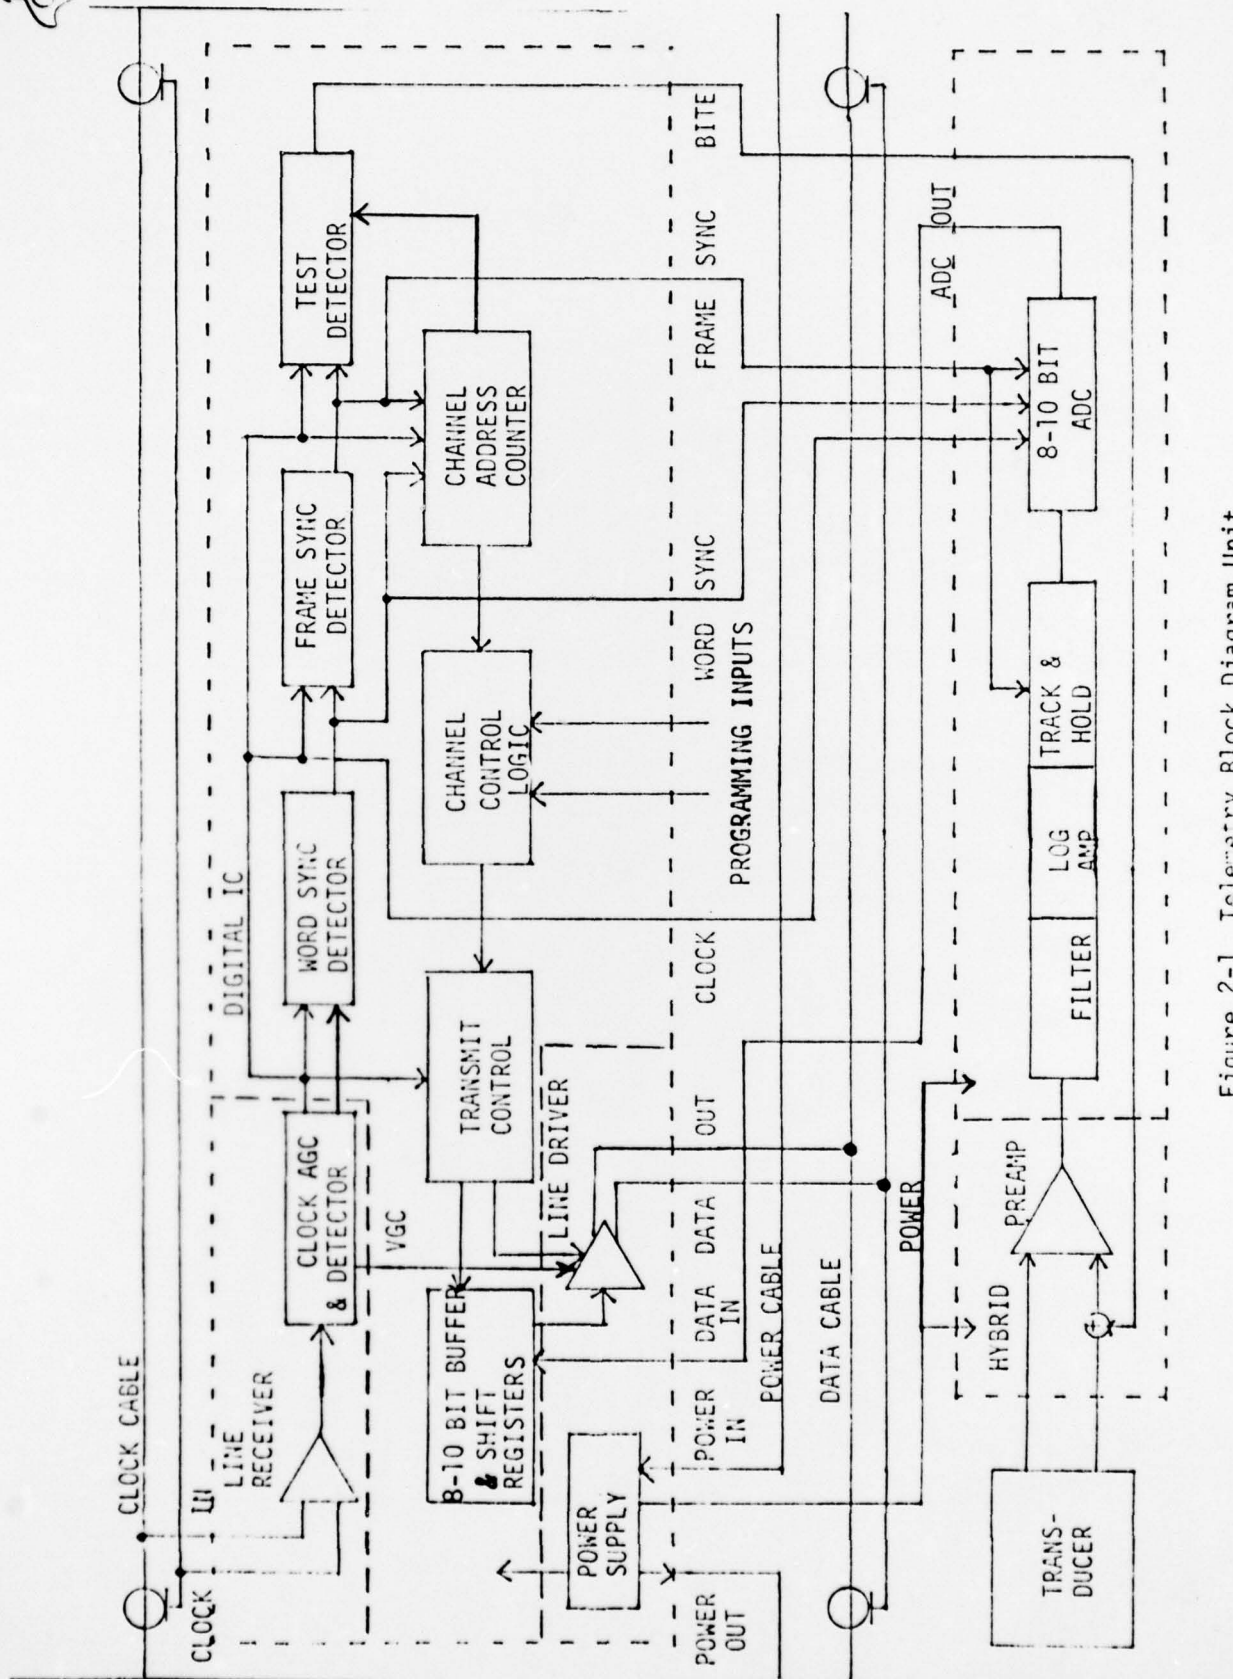 CLOCK CABLE
CLOCK IN
LINE
RECEIVER
CLOCK AGC
& DETECTOR
DIGITAL IC
WORD SYNC
DETECTOR
FRAME SYNC
DETECTOR
TEST
DETECTOR
VGC
8-10 BIT BUFFER
& SHIFT
REGISTERS
TRANSMIT
CONTROL
CHANNEL
CONTROL
LOGIC
CHANNEL
ADDRESS
COUNTER
LINE DRIVER
POWER
SUPPLY
POWER
OUT
POWER
IN
DATA
IN
DATA OUT
CLOCK
WORD SYNC
FRAME SYNC
BITE
PROGRAMMING INPUTS
POWER CABLE
DATA CABLE
POWER
ADC OUT
HYBRID
PREAMP
TRANS-
DUCER
FILTER
LOG
AMP
TRACK &
HOLD
8-10 BIT
ADC
Figure 2-1 Telemetry Block Diagram Unit